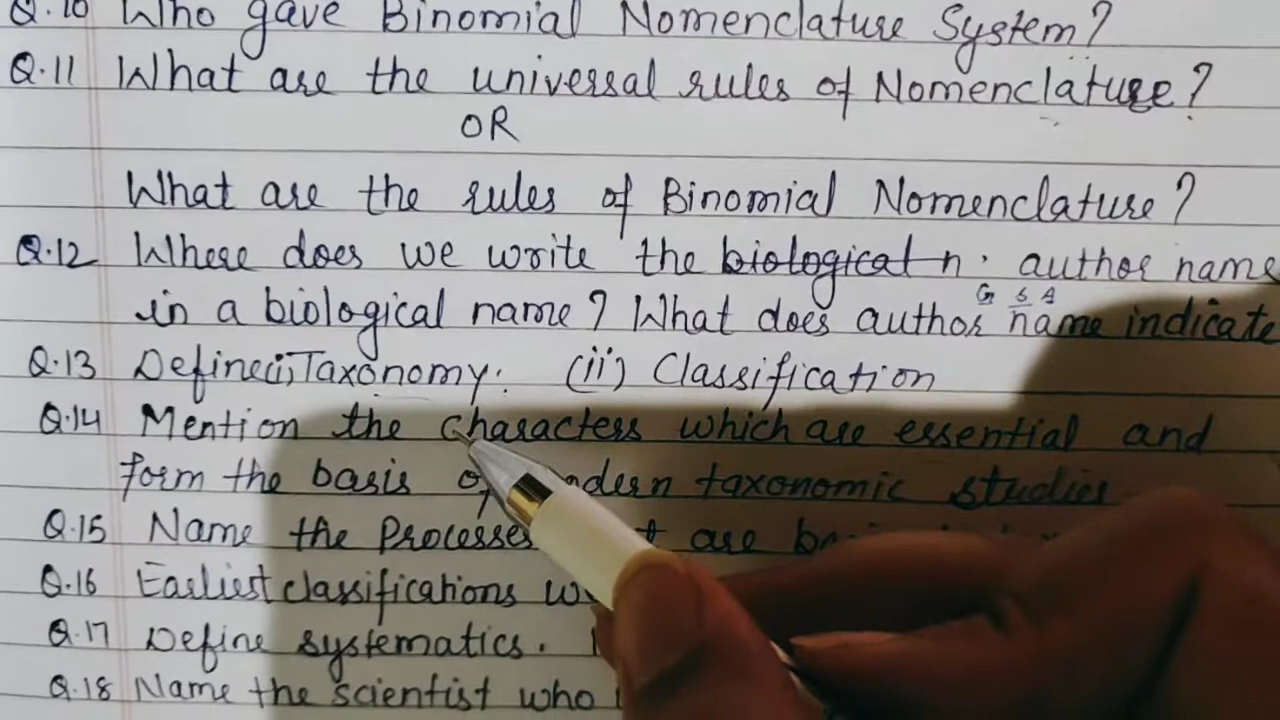 Q.10 Who gave Binomial Nomenclature System?
Q.11 What are the universal rules of Nomenclature?
OR
What are the rules of Binomial Nomenclature?
Q.12 Where does we write the biological n. author name
in a biological name? What does author name indicate
G S A
Q.13 Define (i) Taxonomy. (ii) Classification
Q.14 Mention the characters which are essential and
form the basis of modern taxonomic studies
Q.15 Name the Processes are
Q.16 Earliest classifications
Q.17 Define systematics.
Q.18 Name the scientist who